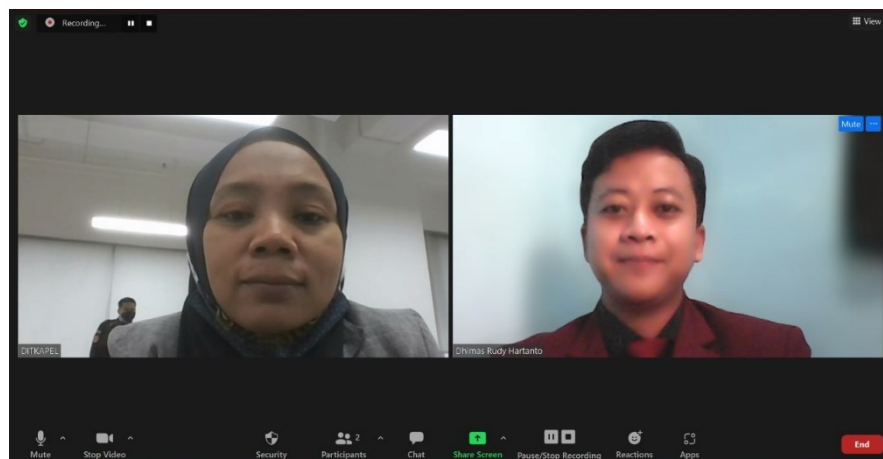 Recording...
View
Mute
DITKAPEL
Dhimas Rudy Hartanto
Mute
Stop Video
Security
2
Participants
Chat
Share Screen
Pause/Stop Recording
Reactions
Apps
End